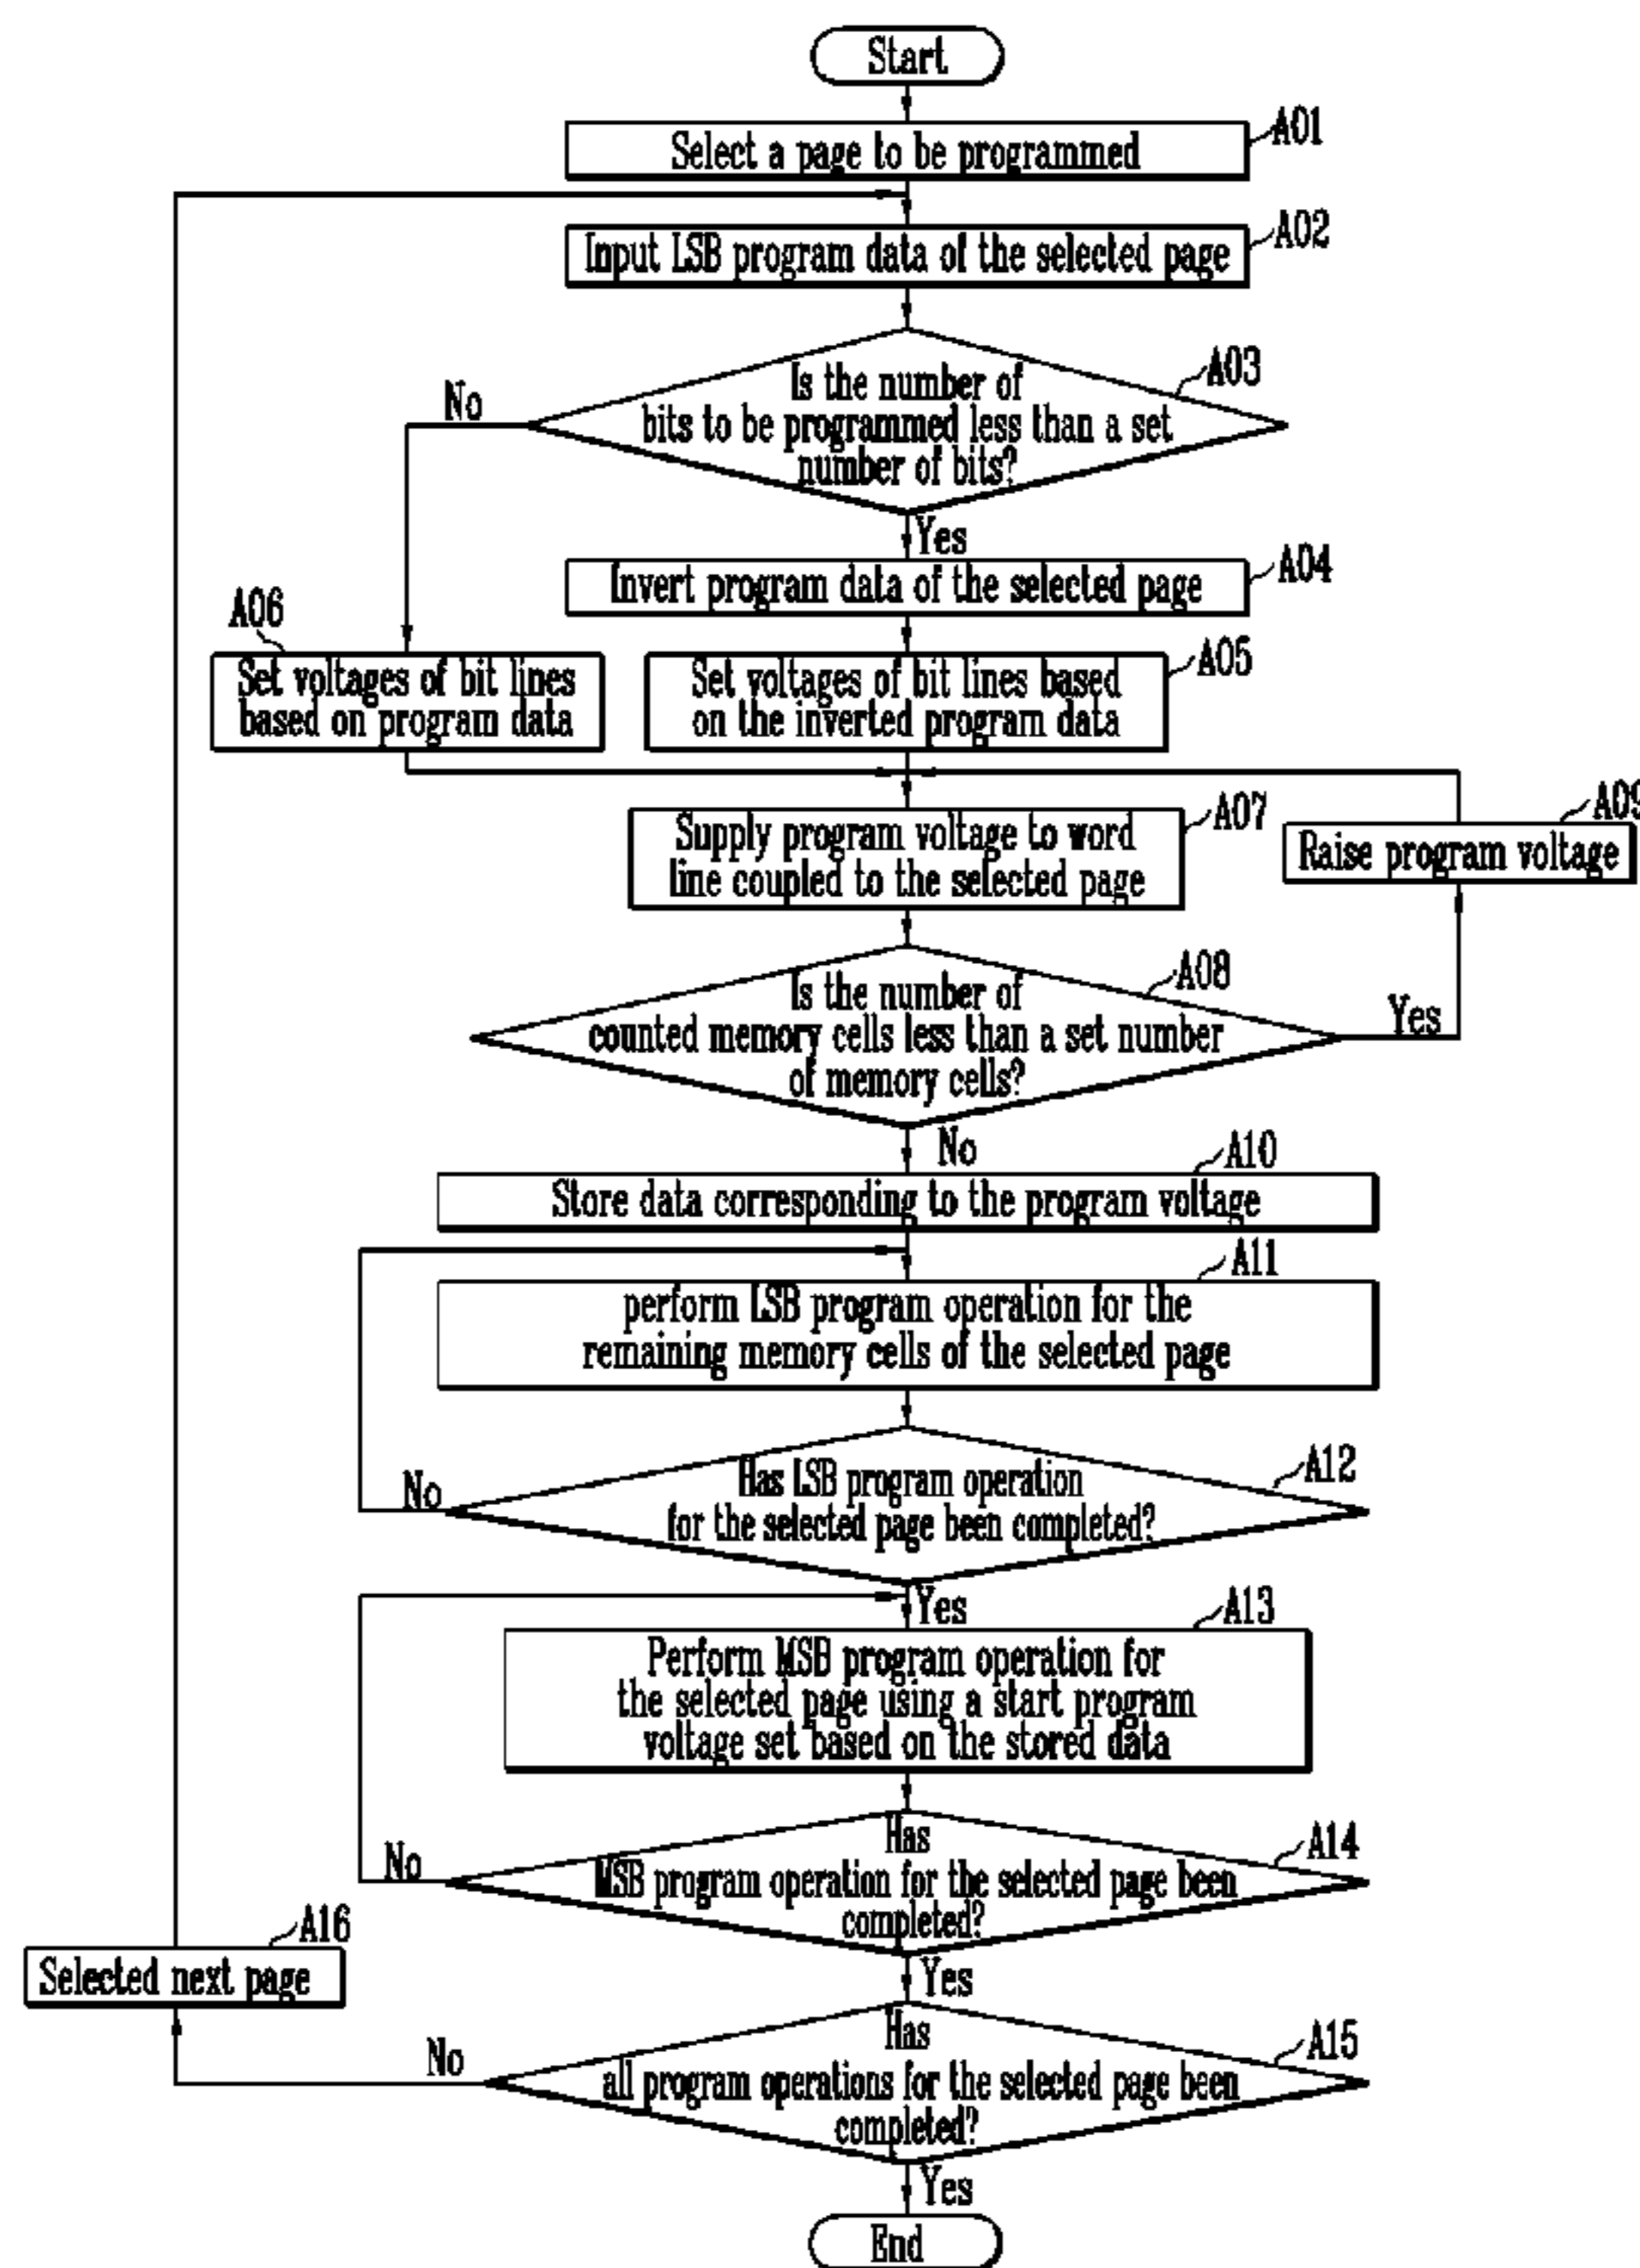 Start
A01
Select a page to be programmed
A02
Input LSB program data of the selected page
A03
Is the number of
bits to be programmed less than a set
number of bits?
No
Yes
A04
Invert program data of the selected page
A06
Set voltages of bit lines
based on program data
A05
Set voltages of bit lines based
on the inverted program data
A07
Supply program voltage to word
line coupled to the selected page
A09
Raise program voltage
A08
Is the number of
counted memory cells less than a set number
of memory cells?
Yes
No
A10
Store data corresponding to the program voltage
A11
perform LSB program operation for the
remaining memory cells of the selected page
A12
Has LSB program operation
for the selected page been completed?
No
Yes
A13
Perform MSB program operation for
the selected page using a start program
voltage set based on the stored data
A14
Has
MSB program operation for the selected page been
completed?
No
Yes
A16
Selected next page
A15
Has
all program operations for the selected page been
completed?
No
Yes
End